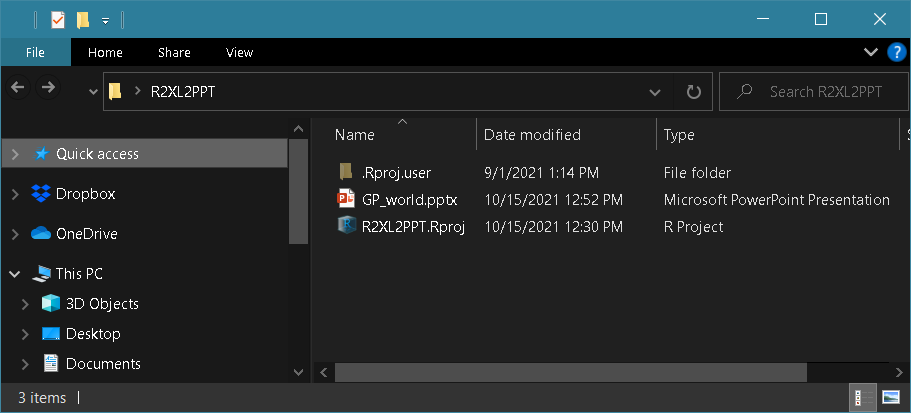 File Home Share View
R2XL2PPT Search R2XL2PPT
Quick access
Dropbox
OneDrive
This PC
3D Objects
Desktop
Documents
Name Date modified Type S
.Rproj.user 9/1/2021 1:14 PM File folder
GP_world.pptx 10/15/2021 12:52 PM Microsoft PowerPoint Presentation
R2XL2PPT.Rproj 10/15/2021 12:30 PM R Project
3 items